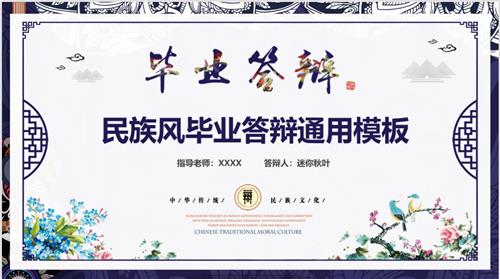 毕业答辩
民族风毕业答辩通用模板
指导老师：XXXX 答辩人：迷你秋叶
中/华/传/统/ 辩 /民/族/文/化/
CHINESE TRADITIONAL MORAL CULTURE